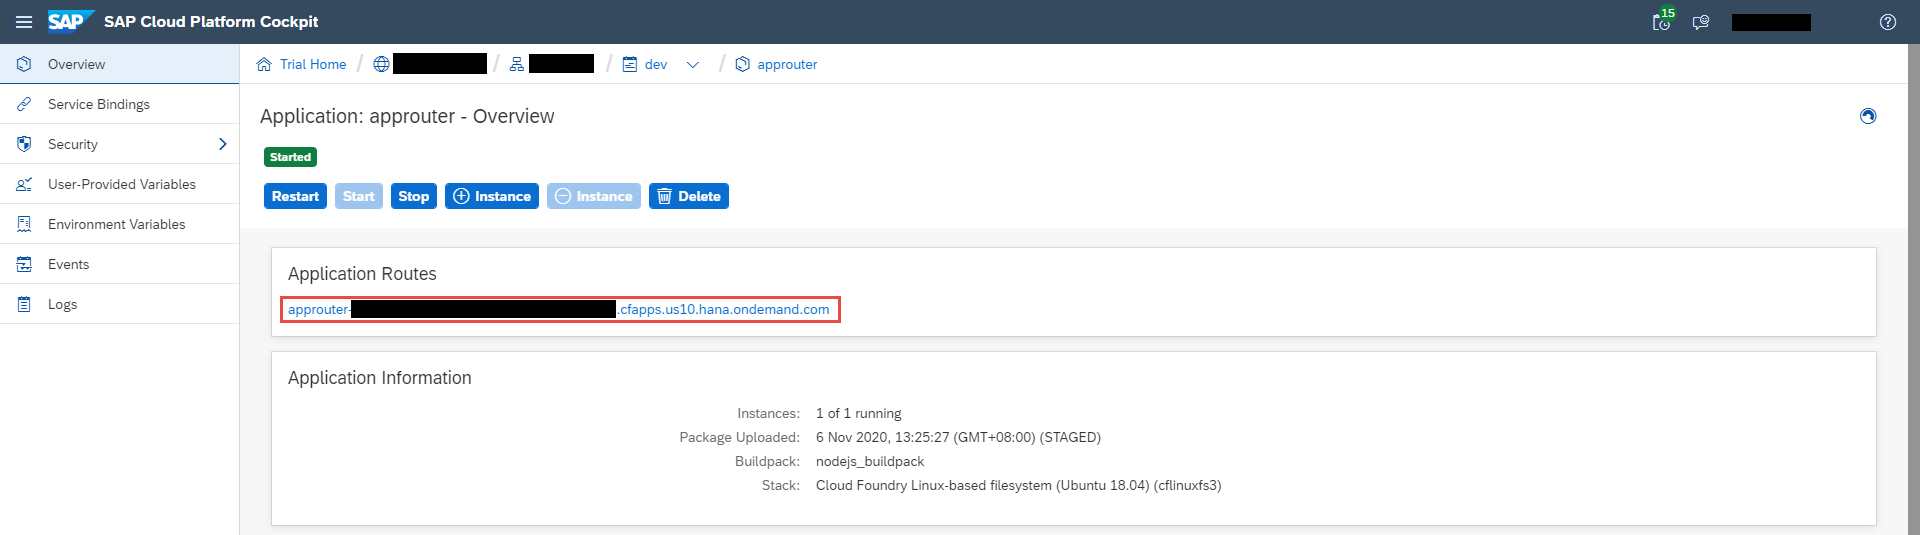 SAP SAP Cloud Platform Cockpit 15
Overview
Service Bindings
Security
User-Provided Variables
Environment Variables
Events
Logs
Trial Home / / / dev / approuter
Application: approuter - Overview
Started
Restart Start Stop Instance Instance Delete
Application Routes
approuter- .cfapps.us10.hana.ondemand.com
Application Information
Instances: 1 of 1 running
Package Uploaded: 6 Nov 2020, 13:25:27 (GMT+08:00) (STAGED)
Buildpack: nodejs_buildpack
Stack: Cloud Foundry Linux-based filesystem (Ubuntu 18.04) (cflinuxfs3)